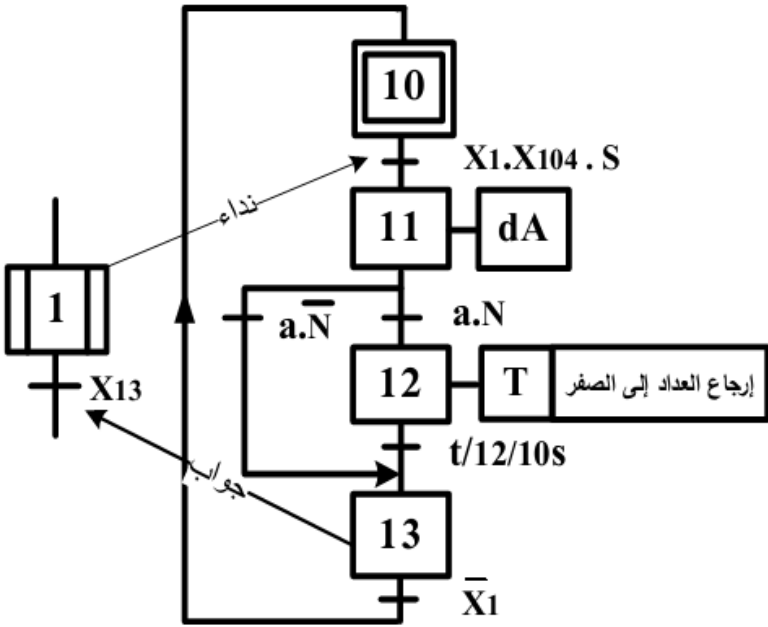 10
X1.X104 . S
نداء
11
dA
1
a.N̅
a.N
12
T
إرجاع العداد إلى الصفر
X13
t/12/10s
جواب
13
X̅1